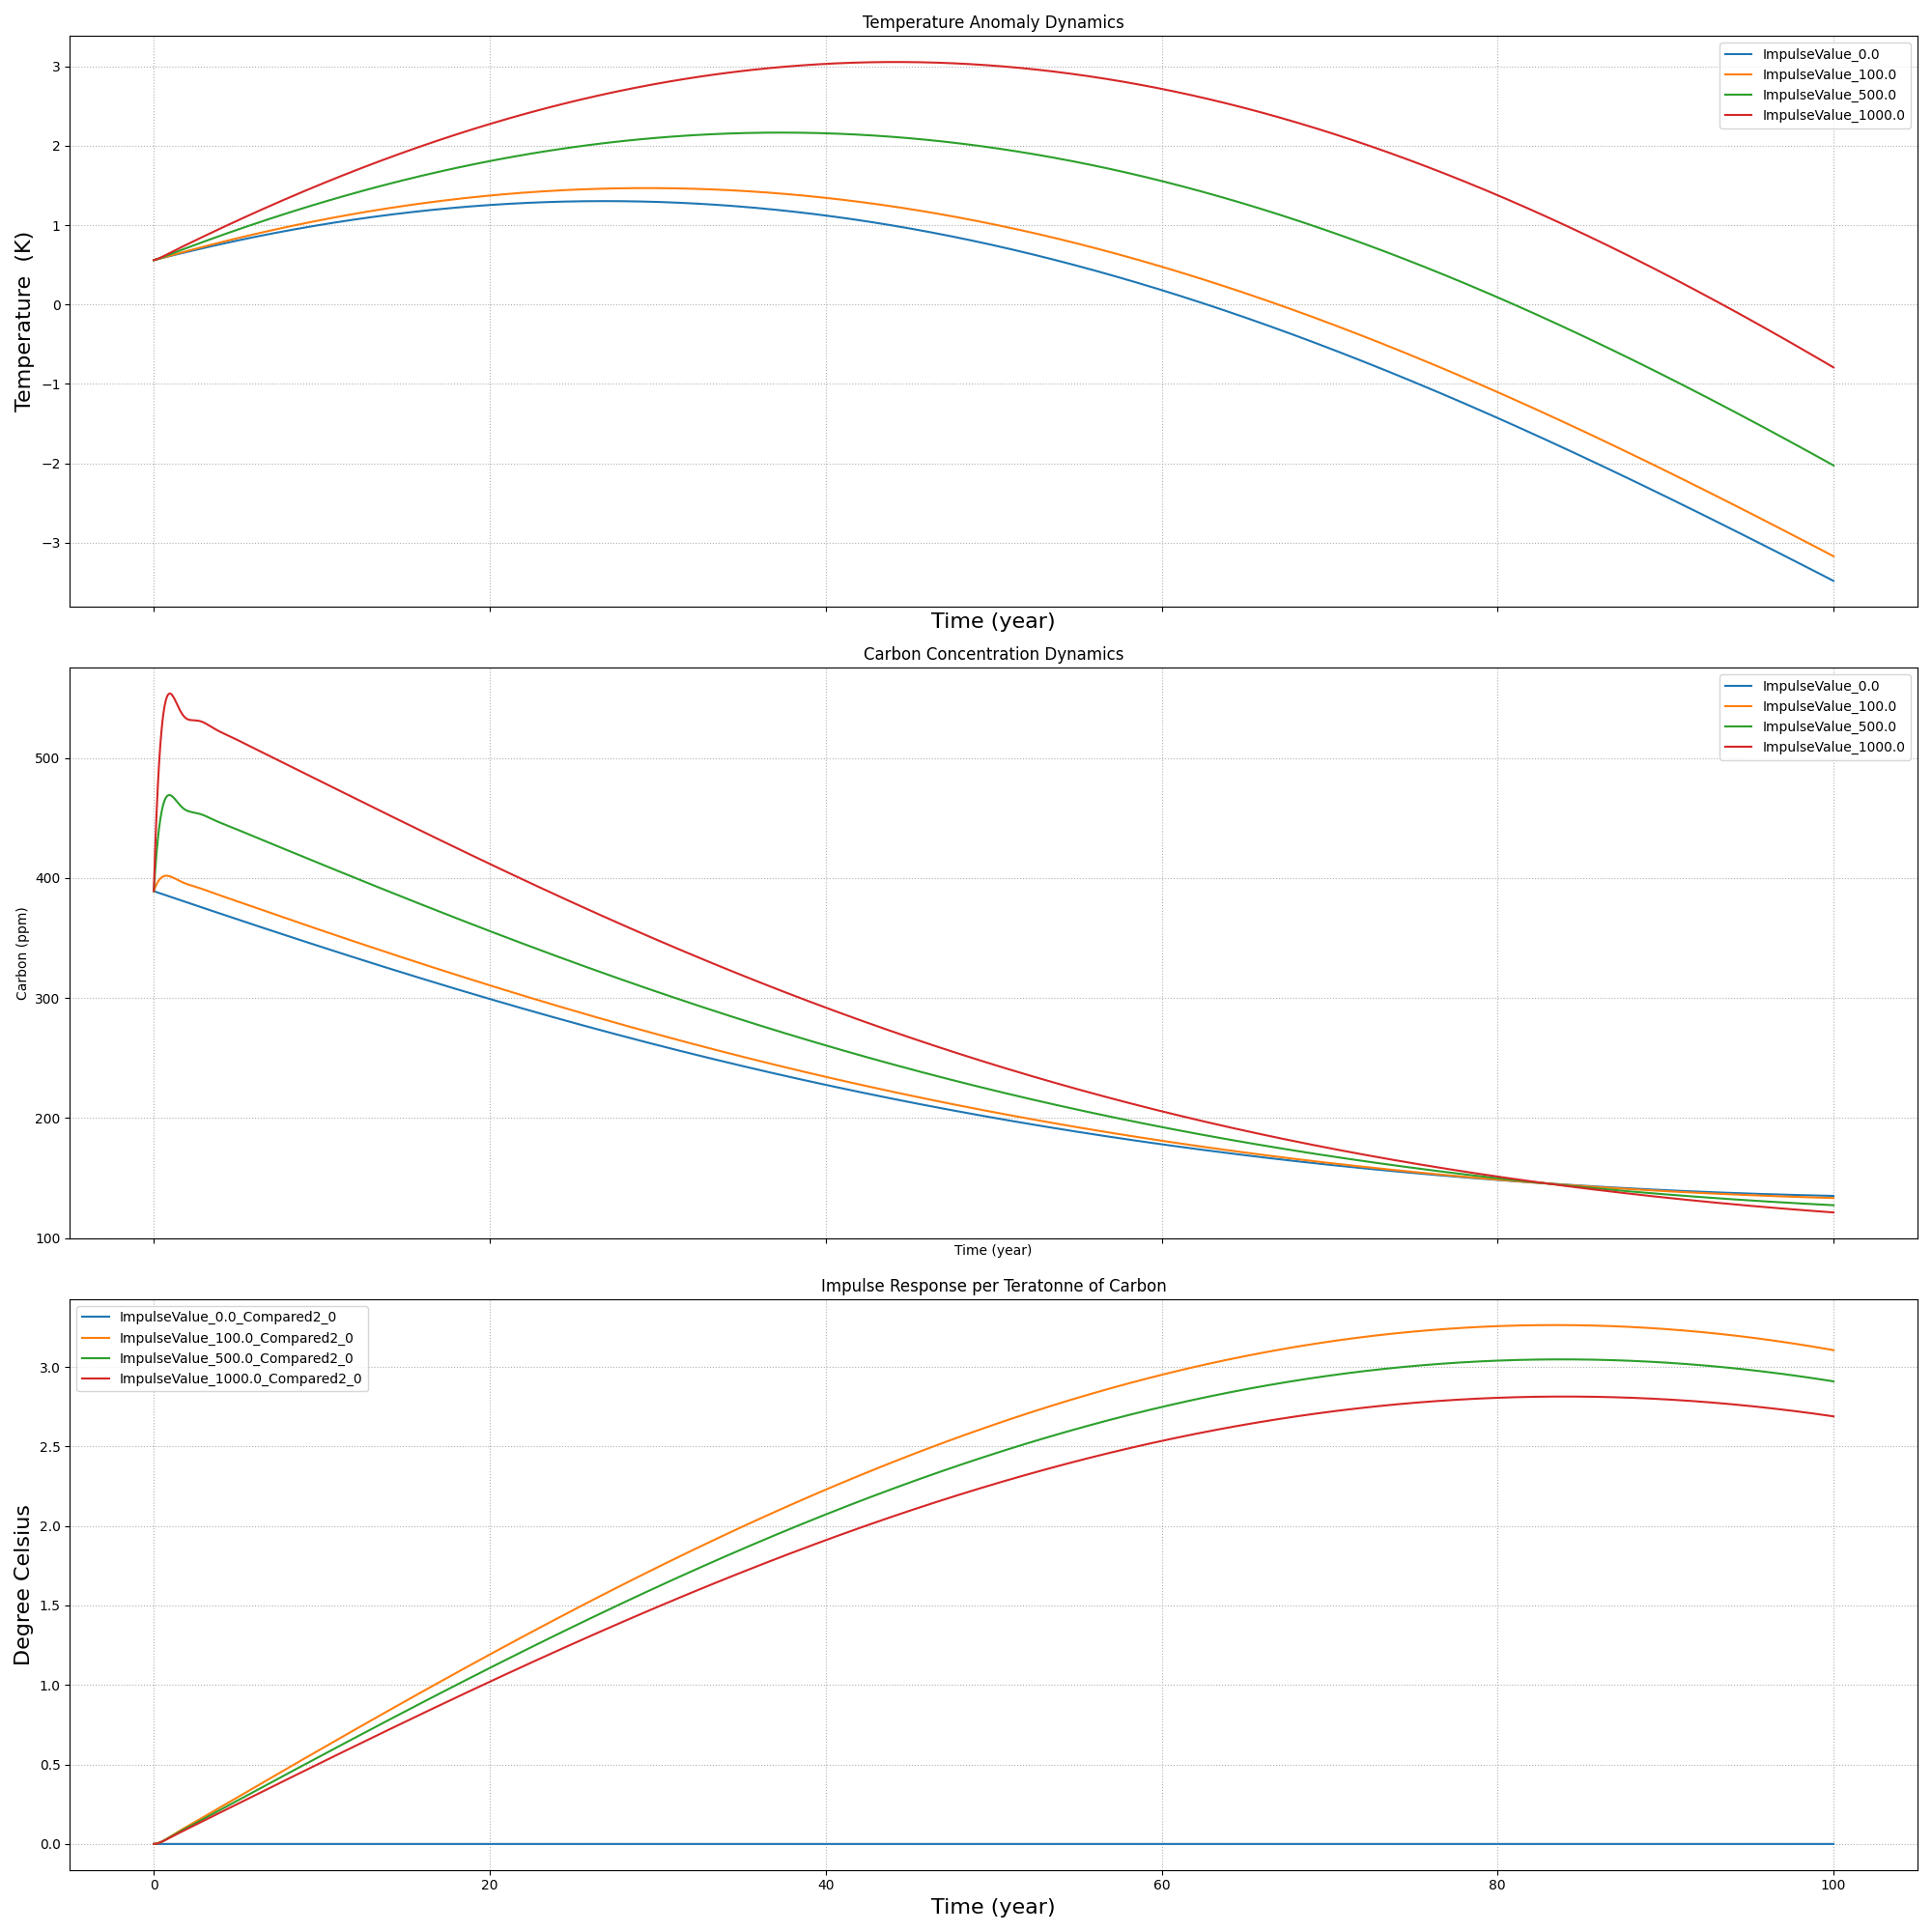 Temperature Anomaly Dynamics
ImpulseValue_0.0
ImpulseValue_100.0
ImpulseValue_500.0
ImpulseValue_1000.0
3
2
1
0
−1
−2
−3
Temperature (K)
Time (year)
Carbon Concentration Dynamics
ImpulseValue_0.0
ImpulseValue_100.0
ImpulseValue_500.0
ImpulseValue_1000.0
500
400
300
200
100
Carbon (ppm)
Time (year)
Impulse Response per Teratonne of Carbon
ImpulseValue_0.0_Compared2_0
ImpulseValue_100.0_Compared2_0
ImpulseValue_500.0_Compared2_0
ImpulseValue_1000.0_Compared2_0
3.0
2.5
2.0
1.5
1.0
0.5
0.0
Degree Celsius
0 20 40 60 80 100
Time (year)